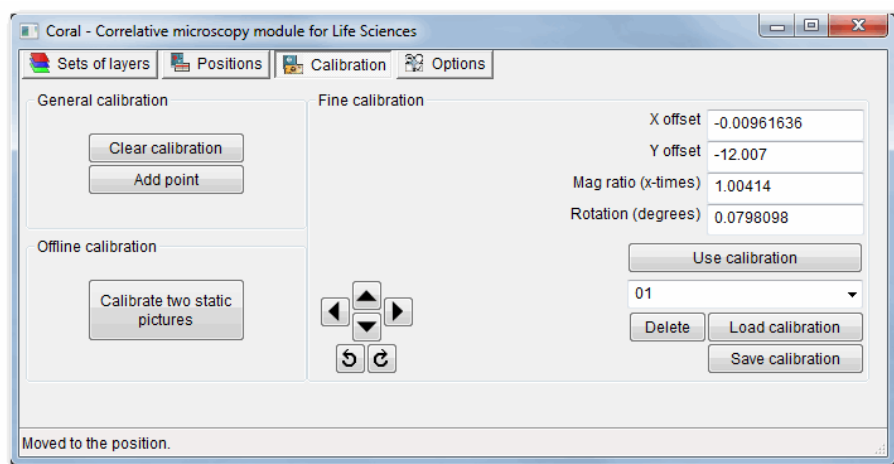 Coral - Correlative microscopy module for Life Sciences
Sets of layers Positions Calibration Options
General calibration
Clear calibration
Add point
Offline calibration
Calibrate two static
pictures
Fine calibration
X offset -0.00961636
Y offset -12.007
Mag ratio (x-times) 1.00414
Rotation (degrees) 0.0798098
Use calibration
01
Delete Load calibration
Save calibration
Moved to the position.